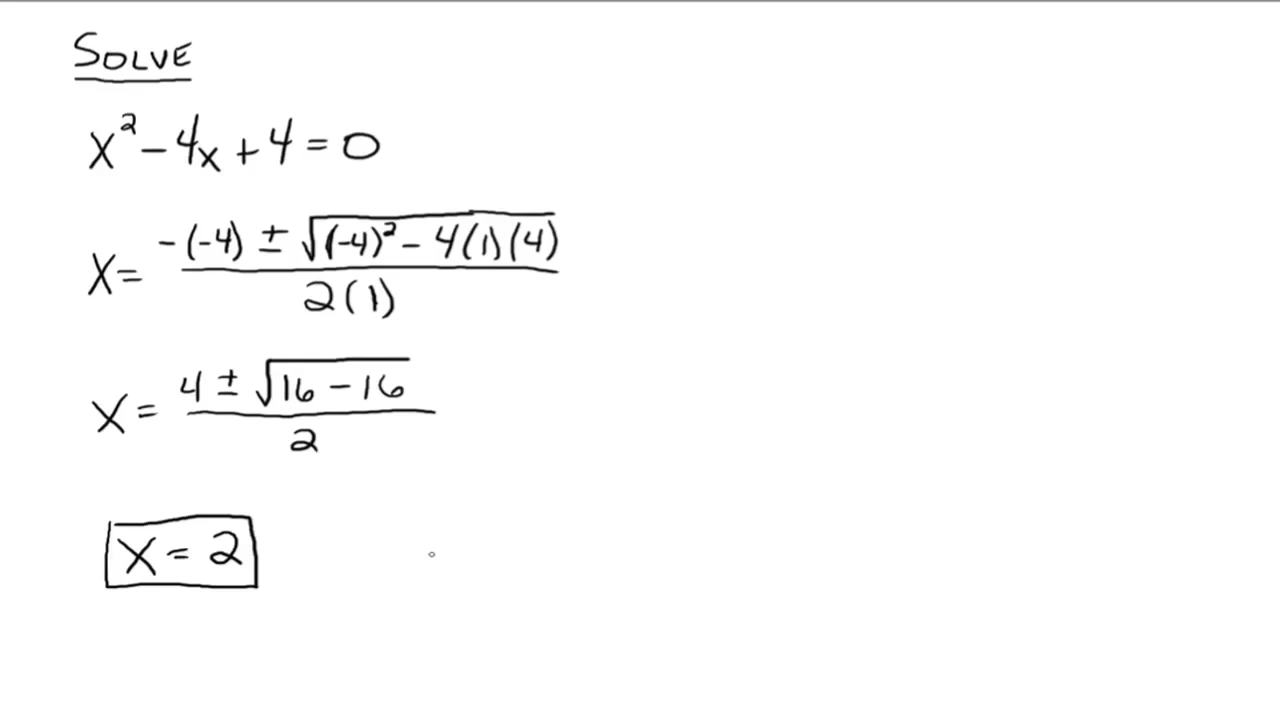 SOLVE
x² - 4x + 4 = 0
x = (-(-4) ± √((-4)² - 4(1)(4))) / (2(1))
x = (4 ± √(16 - 16)) / 2
x = 2